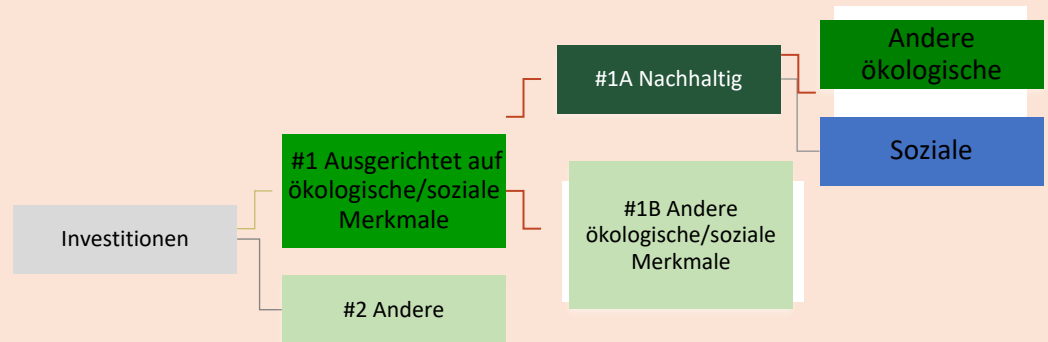 Investitionen
#1 Ausgerichtet auf
ökologische/soziale
Merkmale
#2 Andere
#1A Nachhaltig
#1B Andere
ökologische/soziale
Merkmale
Andere
ökologische
Soziale